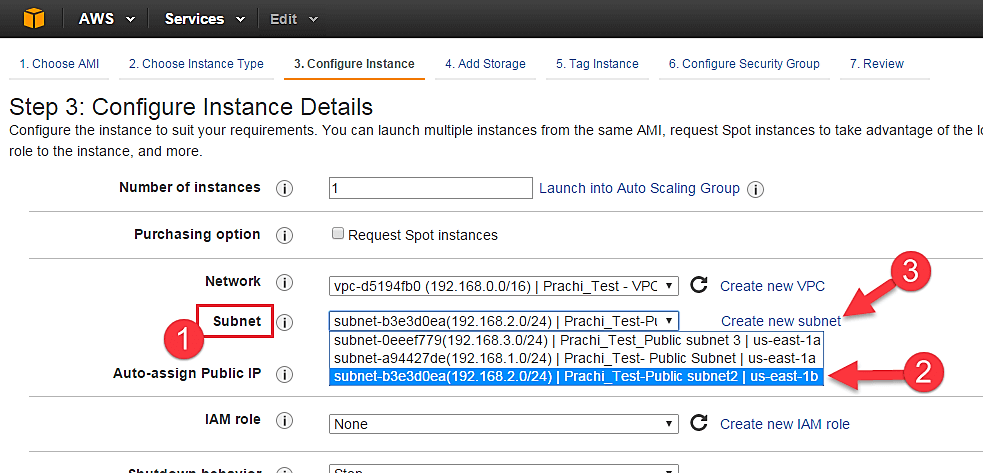 AWS Services Edit
1. Choose AMI 2. Choose Instance Type 3. Configure Instance 4. Add Storage 5. Tag Instance 6. Configure Security Group 7. Review
Step 3: Configure Instance Details
Configure the instance to suit your requirements. You can launch multiple instances from the same AMI, request Spot instances to take advantage of the lo
role to the instance, and more.
Number of instances i 1 Launch into Auto Scaling Group i
Purchasing option i Request Spot instances
Network i vpc-d5194fb0 (192.168.0.0/16) | Prachi_Test - VPC Create new VPC
3
Subnet i subnet-b3e3d0ea(192.168.2.0/24) | Prachi_Test-Pu Create new subnet
1
subnet-0eeef779(192.168.3.0/24) | Prachi_Test_Public subnet 3 | us-east-1a
subnet-a94427de(192.168.1.0/24) | Prachi_Test- Public Subnet | us-east-1a
Auto-assign Public IP i subnet-b3e3d0ea(192.168.2.0/24) | Prachi_Test-Public subnet2 | us-east-1b
2
IAM role i None Create new IAM role
Shutdown behavior i Stop